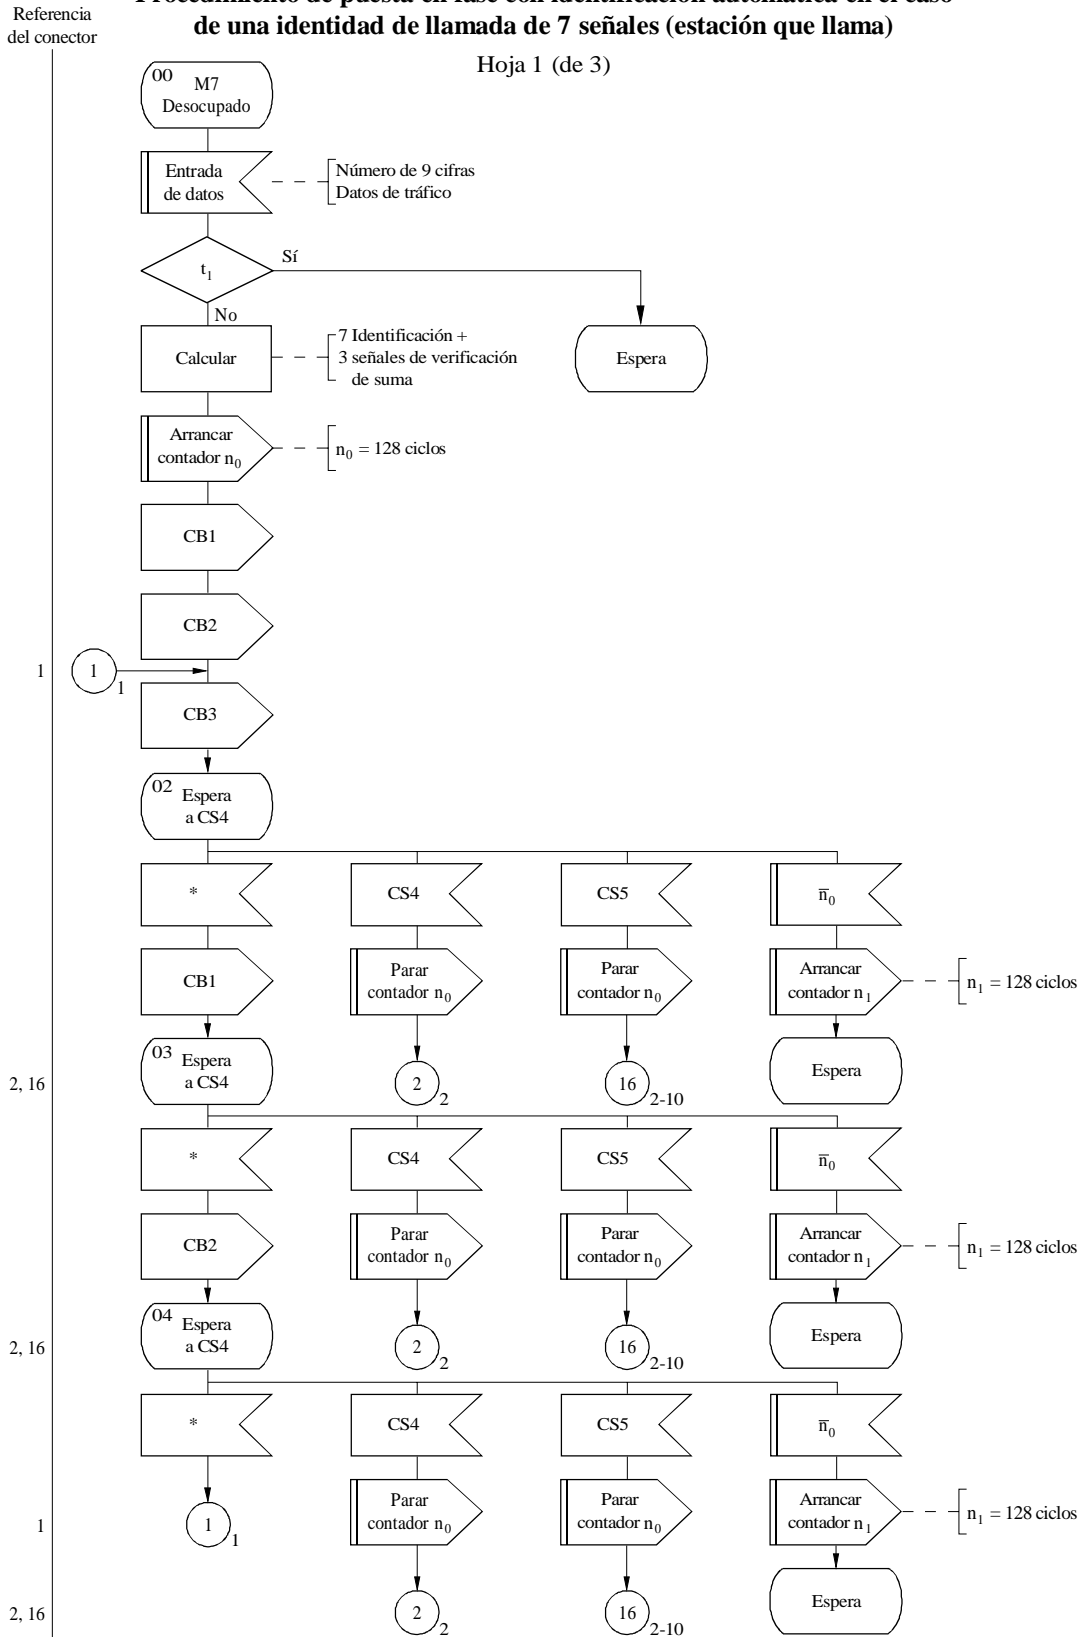 Procedimiento de puesta en fase con identificación automática en el caso
de una identidad de llamada de 7 señales (estación que llama)
Hoja 1 (de 3)
Referencia
del conector
00 M7
Desocupado
Entrada
de datos
Número de 9 cifras
Datos de tráfico
t1
Sí
No
Calcular
7 Identificación +
3 señales de verificación
de suma
Espera
Arrancar
contador n0
n0 = 128 ciclos
CB1
CB2
1
1
1
CB3
02 Espera
a CS4
*
CS4
CS5
n̅0
CB1
Parar
contador n0
Parar
contador n0
Arrancar
contador n1
n1 = 128 ciclos
03 Espera
a CS4
2, 16
2
2
16
2-10
Espera
*
CS4
CS5
n̅0
CB2
Parar
contador n0
Parar
contador n0
Arrancar
contador n1
n1 = 128 ciclos
04 Espera
a CS4
2, 16
2
2
16
2-10
Espera
*
CS4
CS5
n̅0
1
1
1
Parar
contador n0
Parar
contador n0
Arrancar
contador n1
n1 = 128 ciclos
2, 16
2
2
16
2-10
Espera